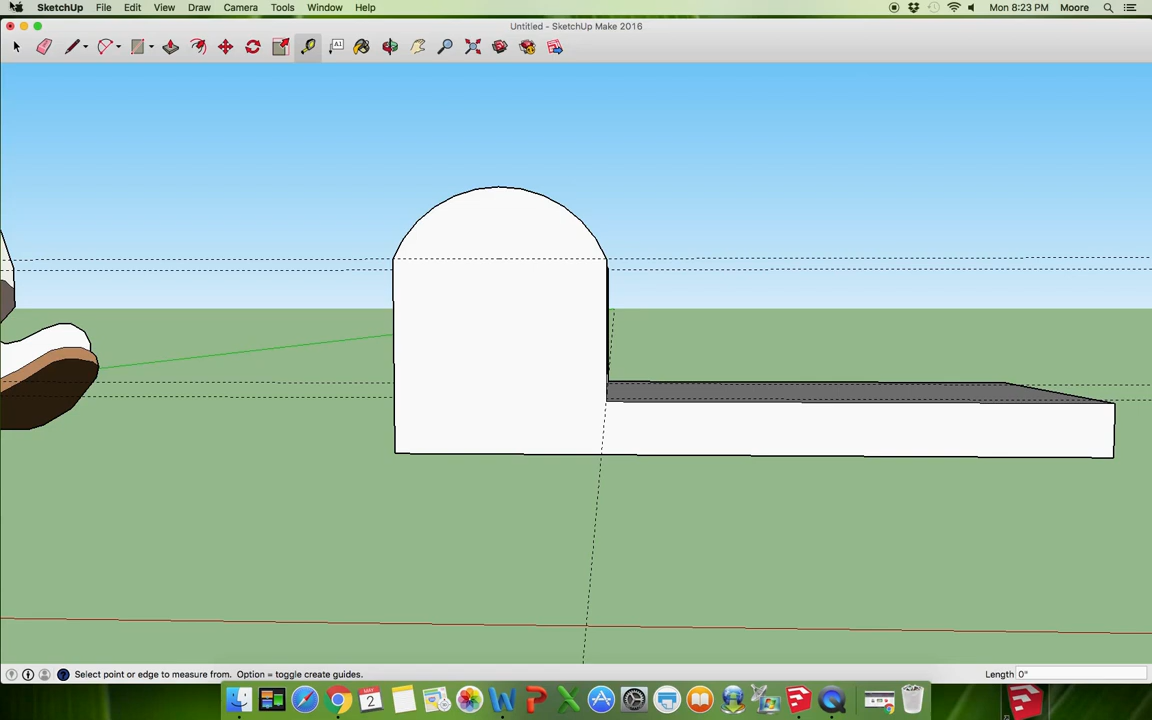 SketchUp File Edit View Draw Camera Tools Window Help Mon 8:23 PM Moore
Untitled - SketchUp Make 2016
A1
Select point or edge to measure from. Option = toggle create guides. Length 0"